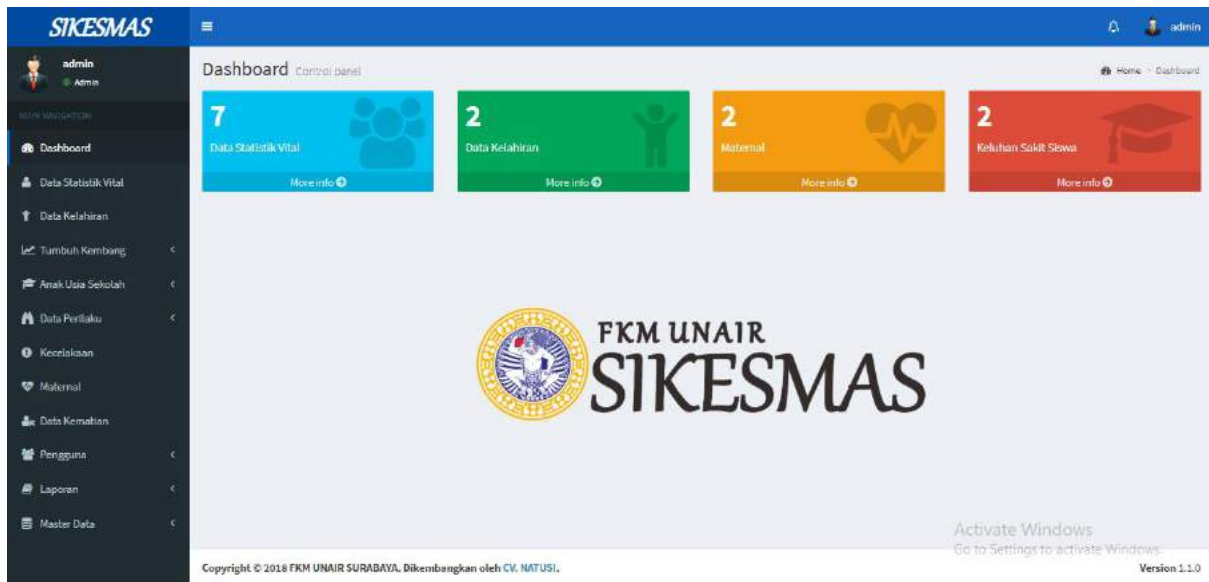 SIKESMAS
admin
admin
Admin
Dashboard Control panel
Home > Dashboard
MAIN NAVIGATION
Dashboard
Data Statistik Vital
Data Kelahiran
Tumbuh Kembang
Anak Usia Sekolah
Data Perilaku
Kecelakaan
Maternal
Data Kematian
Pengguna
Laporan
Master Data
7
Data Statistik Vital
More info
2
Data Kelahiran
More info
2
Maternal
More info
2
Keluhan Sakit Siswa
More info
FKM UNAIR
SIKESMAS
Activate Windows
Go to Settings to activate Windows.
Copyright © 2018 FKM UNAIR SURABAYA. Dikembangkan oleh CV. NATUSI.
Version 1.1.0